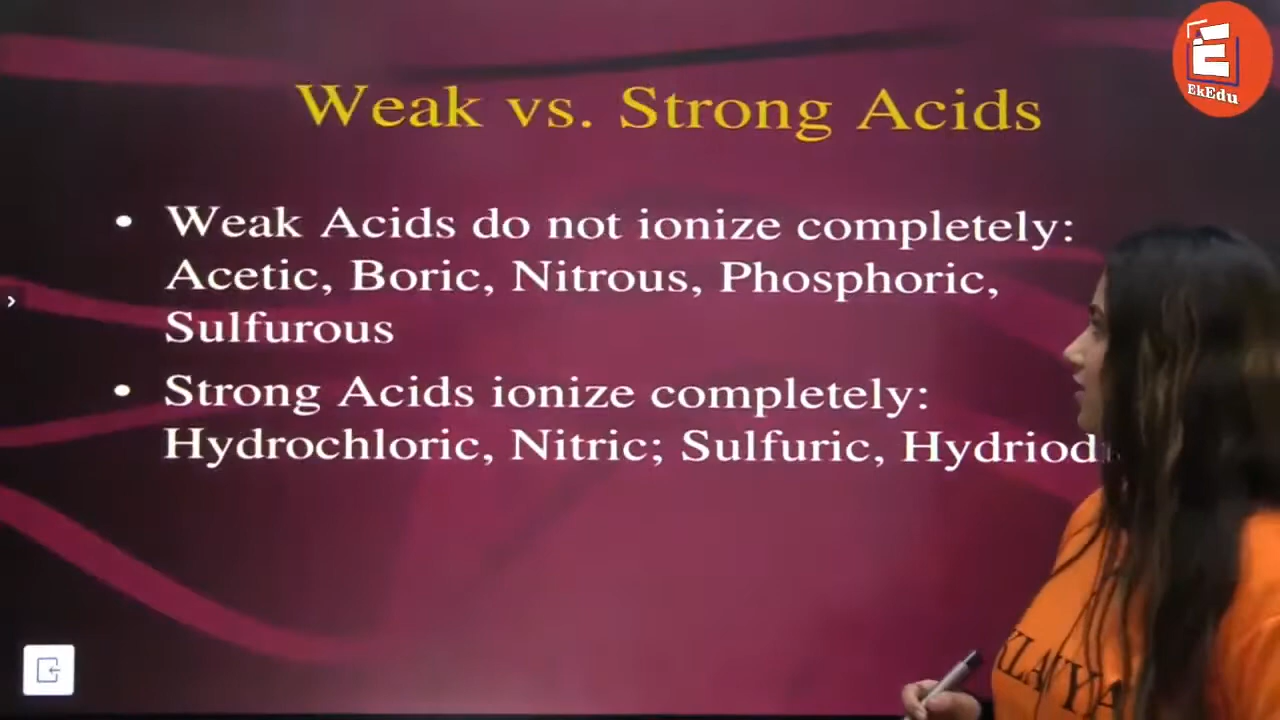 EkEdu
Weak vs. Strong Acids
• Weak Acids do not ionize completely:
Acetic, Boric, Nitrous, Phosphoric,
Sulfurous
• Strong Acids ionize completely:
Hydrochloric, Nitric; Sulfuric,